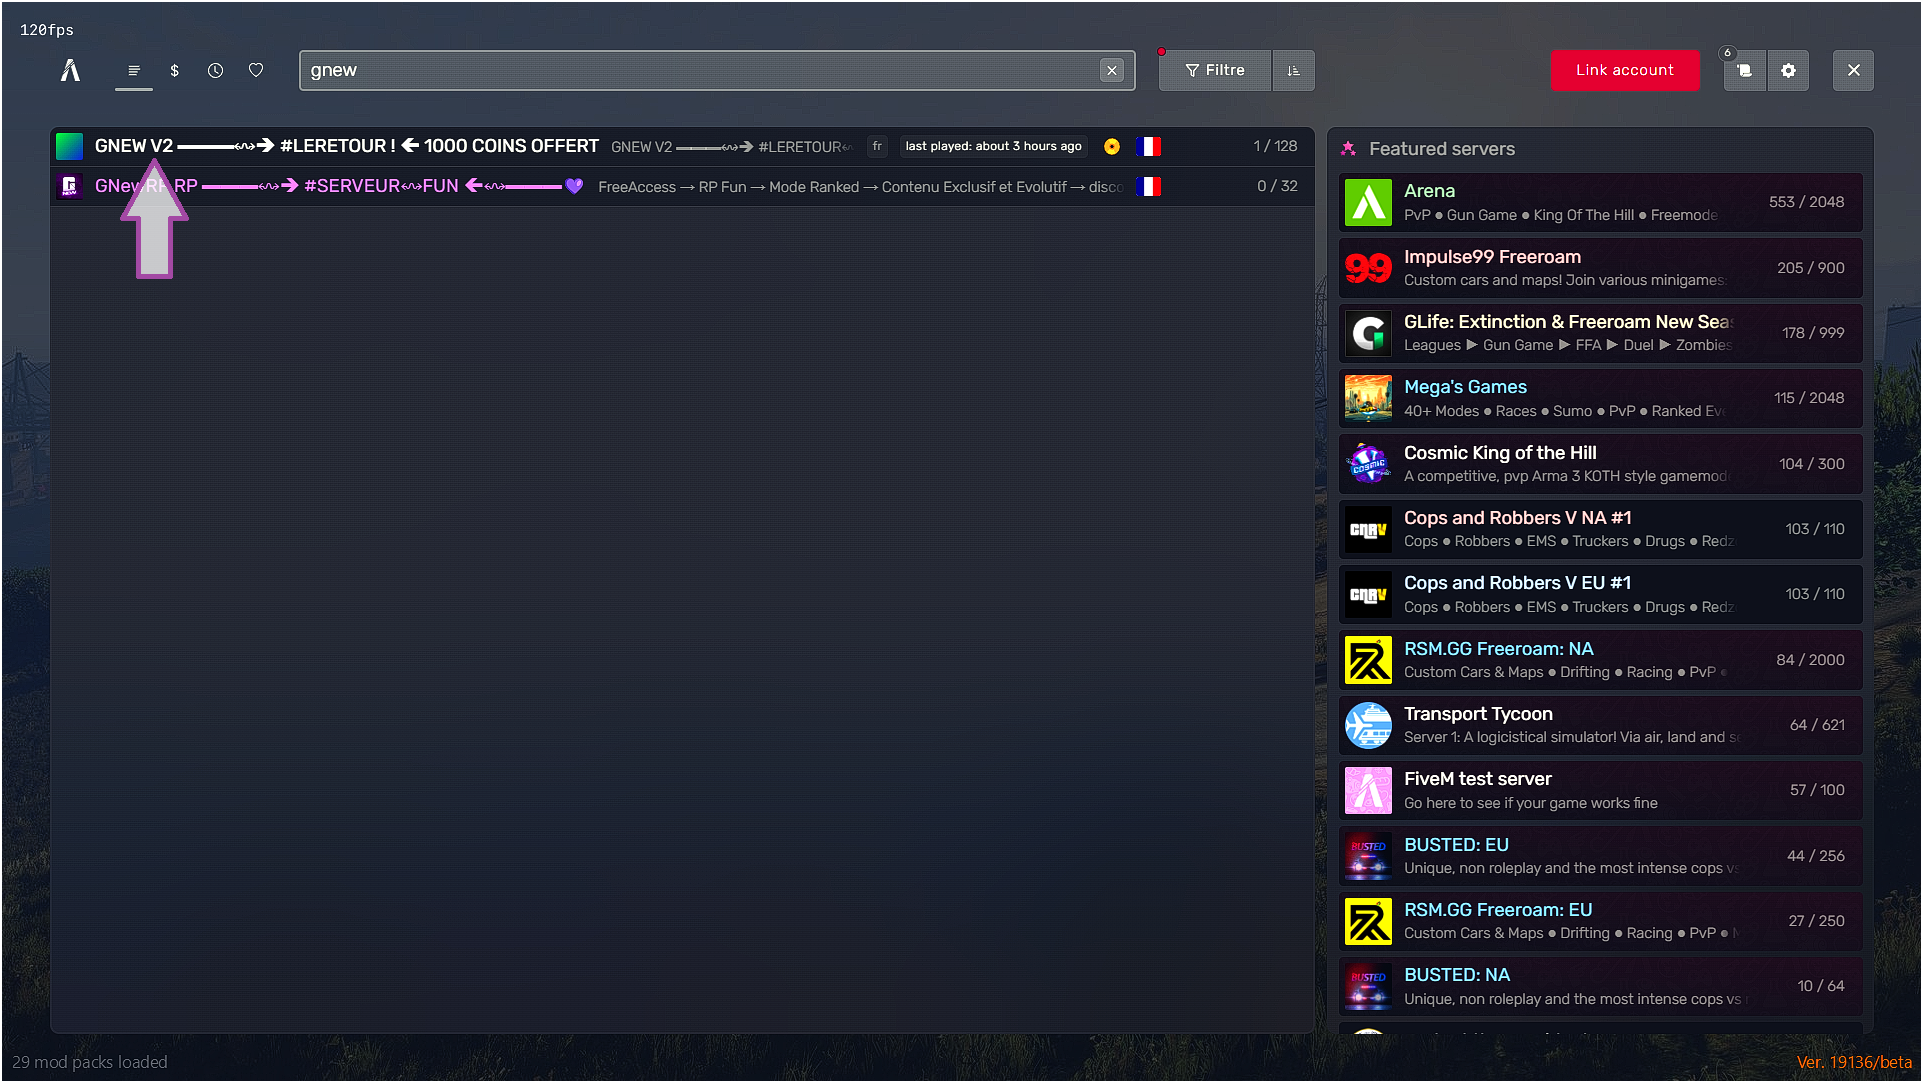 120fps
gnew
Filtre
Link account
6
GNEW V2 ———⇜⇝➔ #LERETOUR ! 🡰 1000 COINS OFFERT GNEW V2 ———⇜⇝➔ #LERETOUR
fr
last played: about 3 hours ago
1 / 128
GNew RP ———⇜⇝➔ #SERVEUR⇜⇝FUN 🡰⇜⇝——— 💜 FreeAccess → RP Fun → Mode Ranked → Contenu Exclusif et Evolutif → disco
0 / 32
Featured servers
Arena
PvP ● Gun Game ● King Of The Hill ● Freemode
553 / 2048
Impulse99 Freeroam
Custom cars and maps! Join various minigames:
205 / 900
GLife: Extinction & Freeroam New Sea
Leagues ► Gun Game ► FFA ► Duel ► Zombies
178 / 999
Mega's Games
40+ Modes ● Races ● Sumo ● PvP ● Ranked Eve
115 / 2048
Cosmic King of the Hill
A competitive, pvp Arma 3 KOTH style gamemod
104 / 300
Cops and Robbers V NA #1
Cops ● Robbers ● EMS ● Truckers ● Drugs ● Redz
103 / 110
Cops and Robbers V EU #1
Cops ● Robbers ● EMS ● Truckers ● Drugs ● Redz
103 / 110
RSM.GG Freeroam: NA
Custom Cars & Maps ● Drifting ● Racing ● PvP ●
84 / 2000
Transport Tycoon
Server 1: A logicistical simulator! Via air, land and se
64 / 621
FiveM test server
Go here to see if your game works fine
57 / 100
BUSTED: EU
Unique, non roleplay and the most intense cops vs
44 / 256
RSM.GG Freeroam: EU
Custom Cars & Maps ● Drifting ● Racing ● PvP ● M
27 / 250
BUSTED: NA
Unique, non roleplay and the most intense cops vs
10 / 64
29 mod packs loaded
Ver. 19136/beta